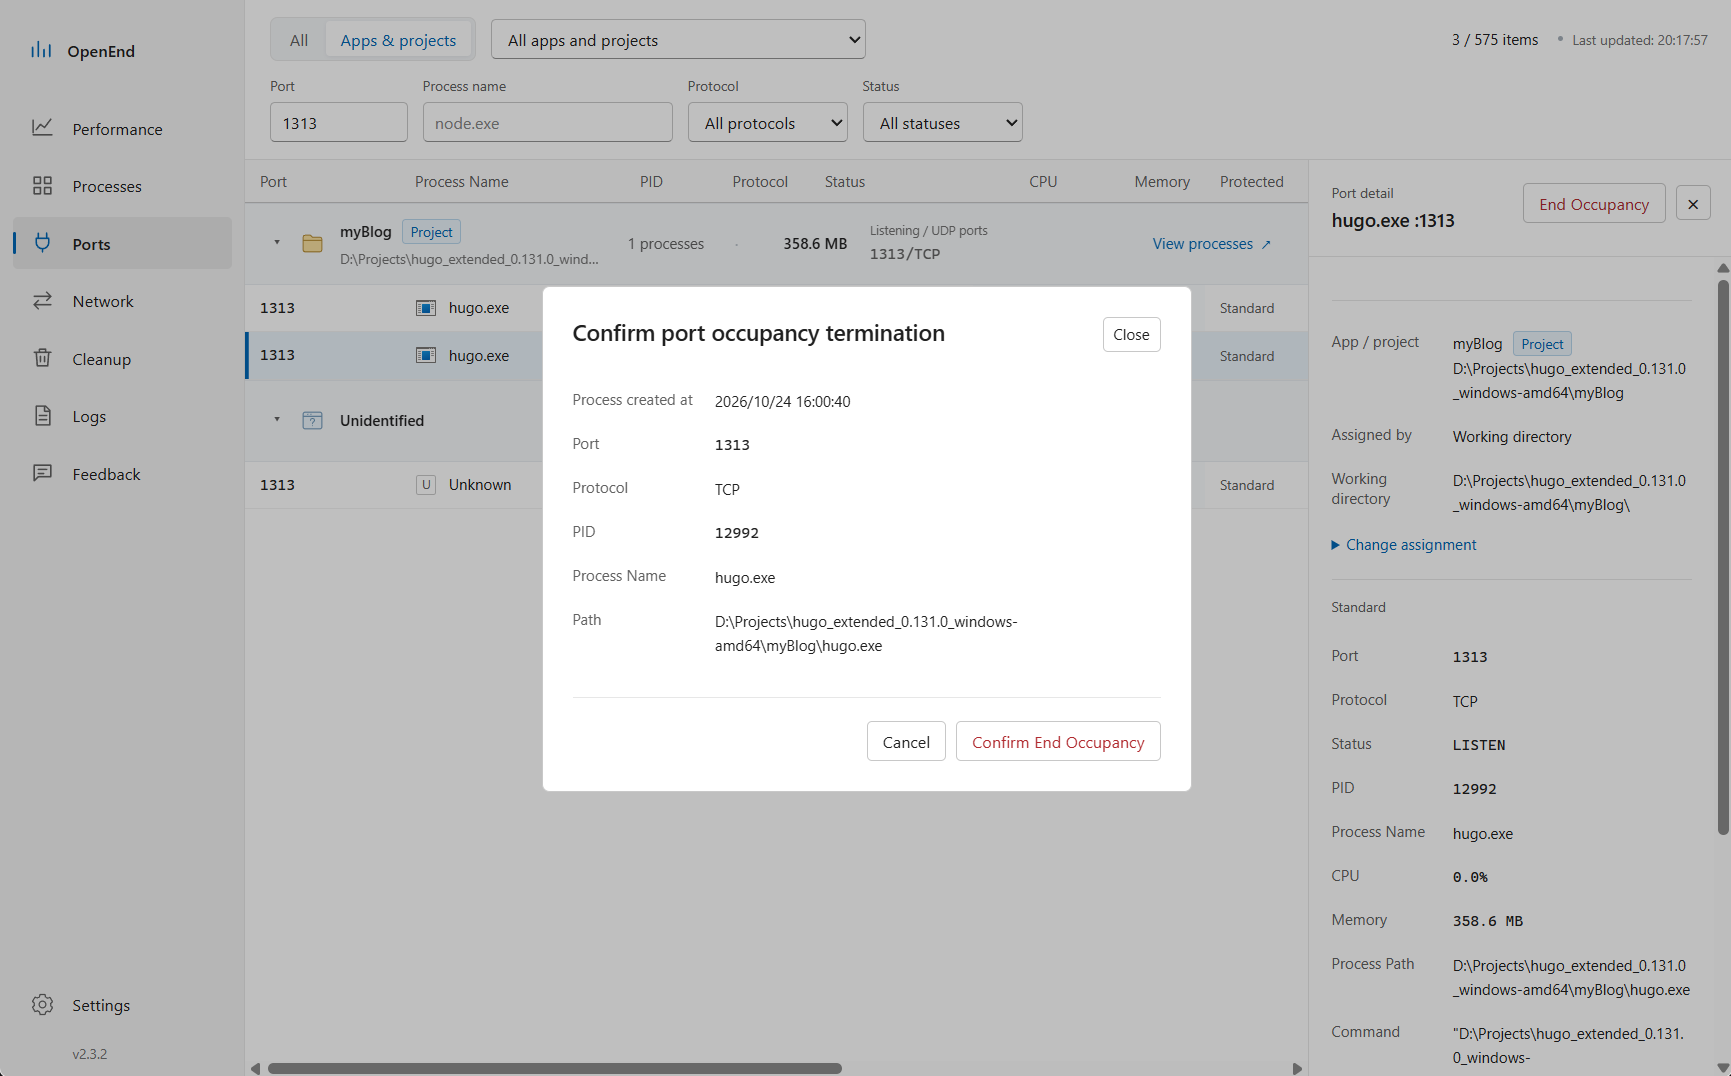 OpenEnd
Performance
Processes
Ports
Network
Cleanup
Logs
Feedback
Settings
v2.3.2
All
Apps & projects
All apps and projects
3 / 575 items
Last updated: 20:17:57
Port
Process name
Protocol
Status
1313
node.exe
All protocols
All statuses
Port Process Name PID Protocol Status CPU Memory Protected
myBlog Project
D:\Projects\hugo_extended_0.131.0_wind...
1 processes
358.6 MB
Listening / UDP ports
1313/TCP
View processes ↗
1313 hugo.exe Standard
1313 hugo.exe Standard
Unidentified
1313 U Unknown Standard
Confirm port occupancy termination
Close
Process created at 2026/10/24 16:00:40
Port 1313
Protocol TCP
PID 12992
Process Name hugo.exe
Path D:\Projects\hugo_extended_0.131.0_windows-
amd64\myBlog\hugo.exe
Cancel
Confirm End Occupancy
Port detail
hugo.exe :1313
End Occupancy
App / project myBlog Project
D:\Projects\hugo_extended_0.131.0
_windows-amd64\myBlog
Assigned by Working directory
Working
directory
D:\Projects\hugo_extended_0.131.0
_windows-amd64\myBlog\
Change assignment
Standard
Port 1313
Protocol TCP
Status LISTEN
PID 12992
Process Name hugo.exe
CPU 0.0%
Memory 358.6 MB
Process Path D:\Projects\hugo_extended_0.131.0
_windows-amd64\myBlog\hugo.exe
Command "D:\Projects\hugo_extended_0.131.
0_windows-